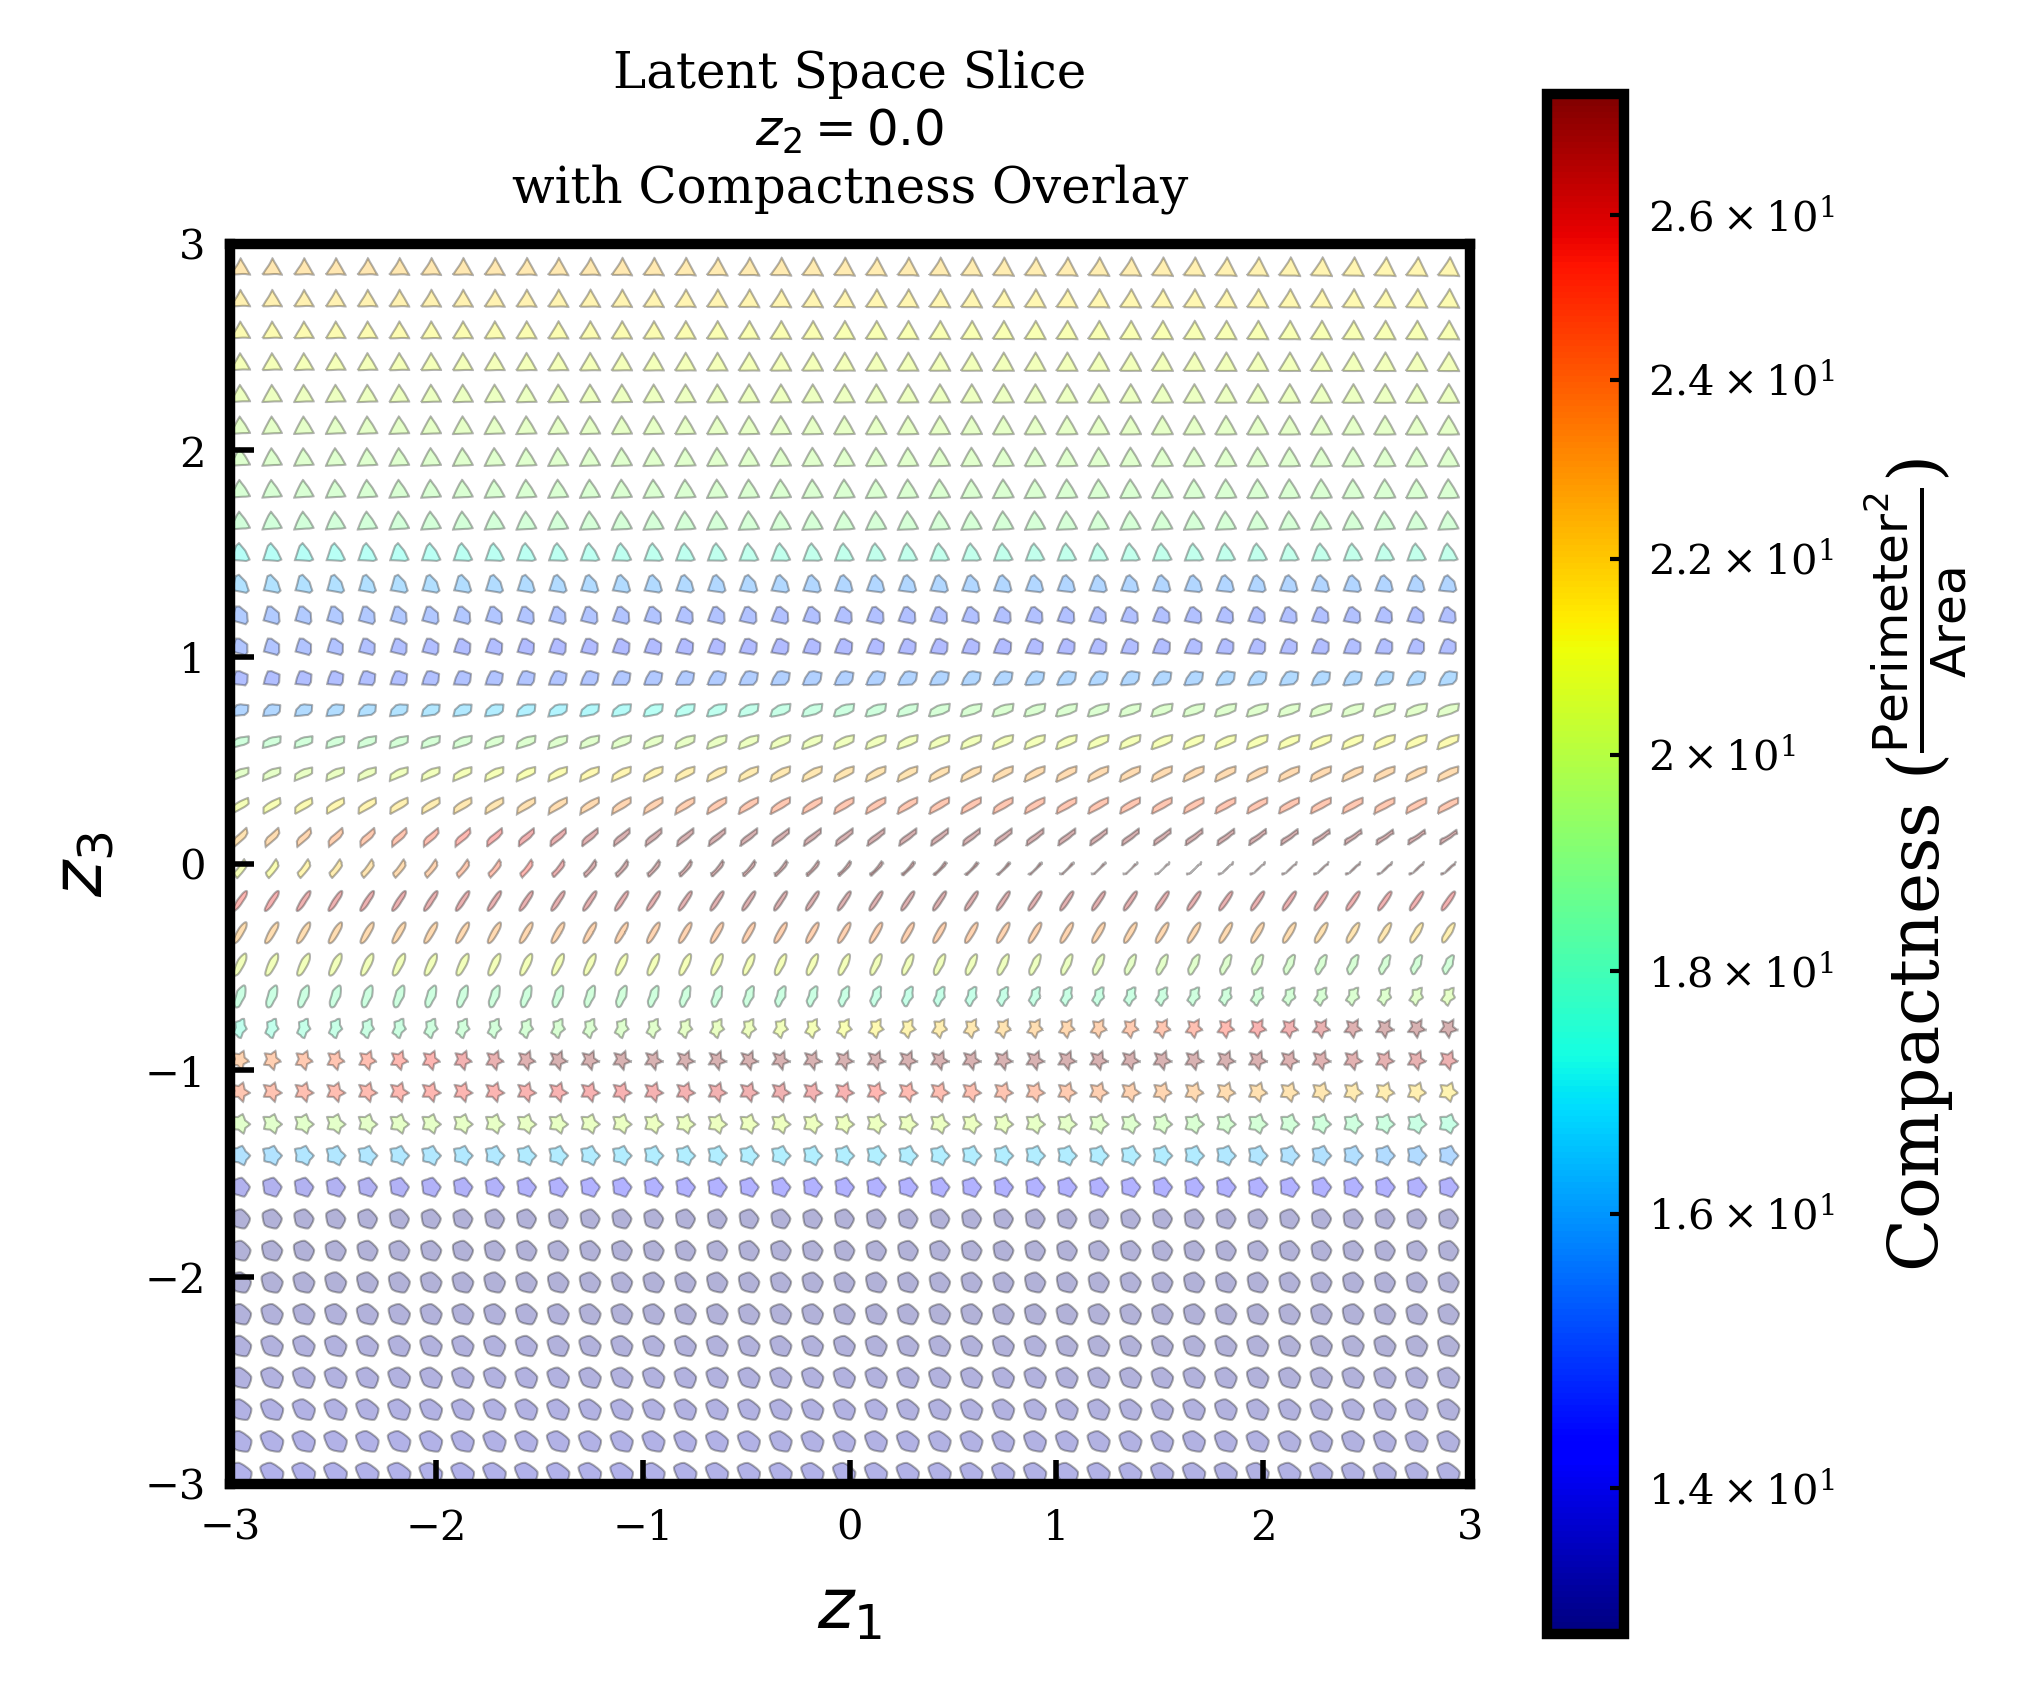 Latent Space Slice
z₂ = 0.0
with Compactness Overlay
3
2
1
0
−1
−2
−3
z₃
−3 −2 −1 0 1 2 3
z₁
2.6 × 10¹
2.4 × 10¹
2.2 × 10¹
2 × 10¹
1.8 × 10¹
1.6 × 10¹
1.4 × 10¹
Compactness (Perimeter²/Area)